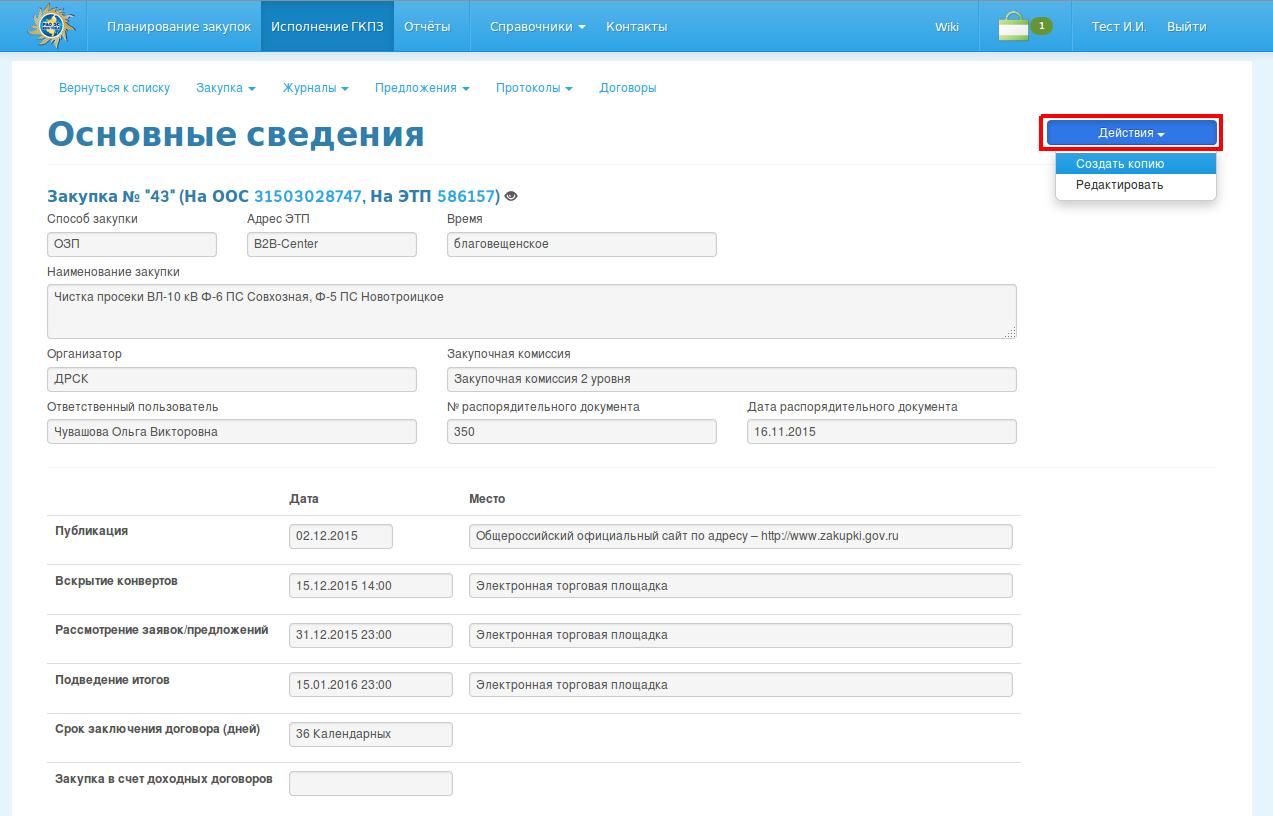 Планирование закупок Исполнение ГКПЗ Отчёты Справочники Контакты Wiki 1 Тест И.И. Выйти
Вернуться к списку Закупка Журналы Предложения Протоколы Договоры
Основные сведения
Действия
Создать копию
Редактировать
Закупка № "43" (На ООС 31503028747, На ЭТП 586157)
Способ закупки Адрес ЭТП Время
ОЗП B2B-Center благовещенское
Наименование закупки
Чистка просеки ВЛ-10 кВ Ф-6 ПС Совхозная, Ф-5 ПС Новотроицкое
Организатор Закупочная комиссия
ДРСК Закупочная комиссия 2 уровня
Ответственный пользователь № распорядительного документа Дата распорядительного документа
Чувашова Ольга Викторовна 350 16.11.2015
Дата Место
Публикация 02.12.2015 Общероссийский официальный сайт по адресу – http://www.zakupki.gov.ru
Вскрытие конвертов 15.12.2015 14:00 Электронная торговая площадка
Рассмотрение заявок/предложений 31.12.2015 23:00 Электронная торговая площадка
Подведение итогов 15.01.2016 23:00 Электронная торговая площадка
Срок заключения договора (дней) 36 Календарных
Закупка в счет доходных договоров